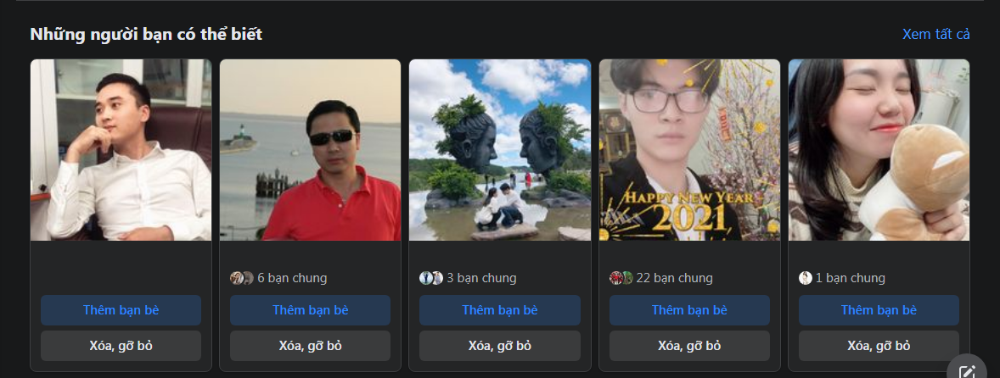 Những người bạn có thể biết
Xem tất cả
HAPPY NEW YEAR
2021
6 bạn chung
3 bạn chung
22 bạn chung
1 bạn chung
Thêm bạn bè
Thêm bạn bè
Thêm bạn bè
Thêm bạn bè
Thêm bạn bè
Xóa, gỡ bỏ
Xóa, gỡ bỏ
Xóa, gỡ bỏ
Xóa, gỡ bỏ
Xóa, gỡ bỏ